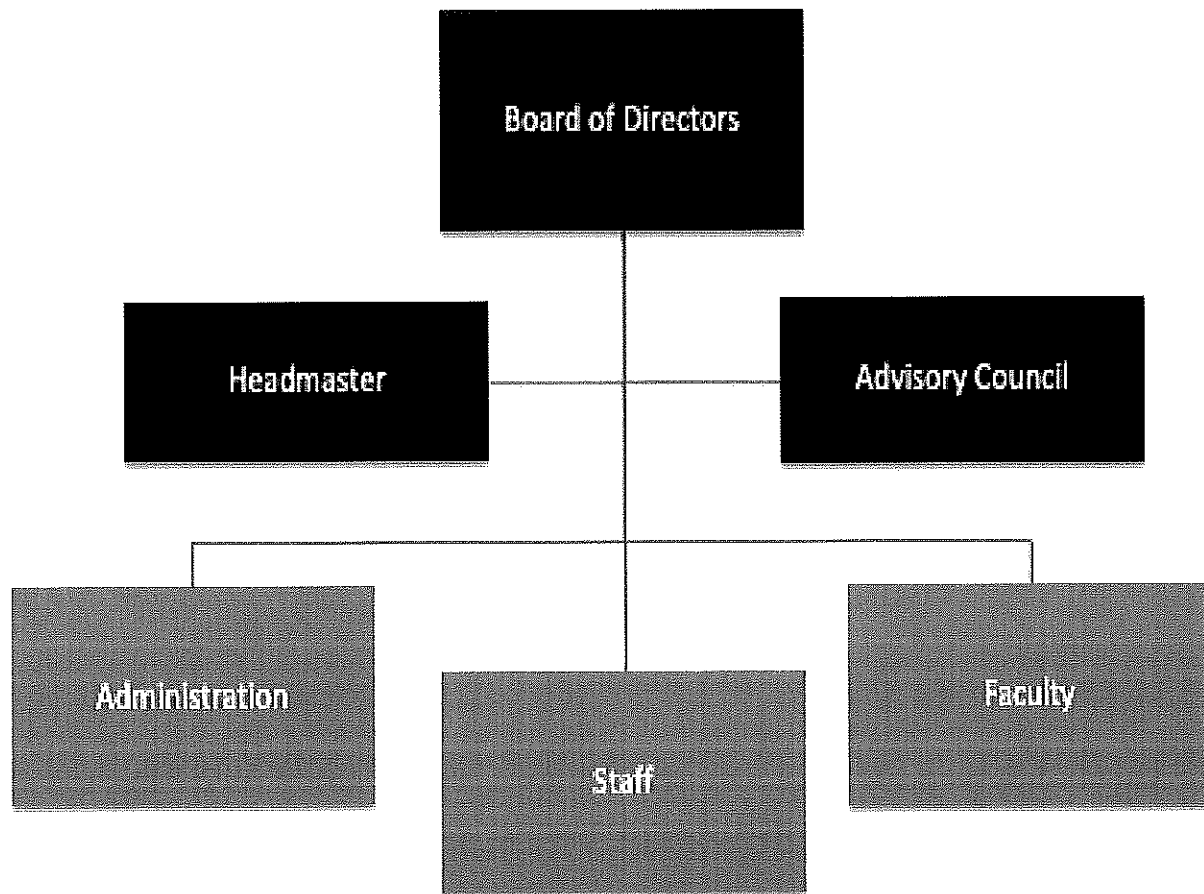 Board of Directors
Headmaster
Advisory Council
Administration
Staff
Faculty